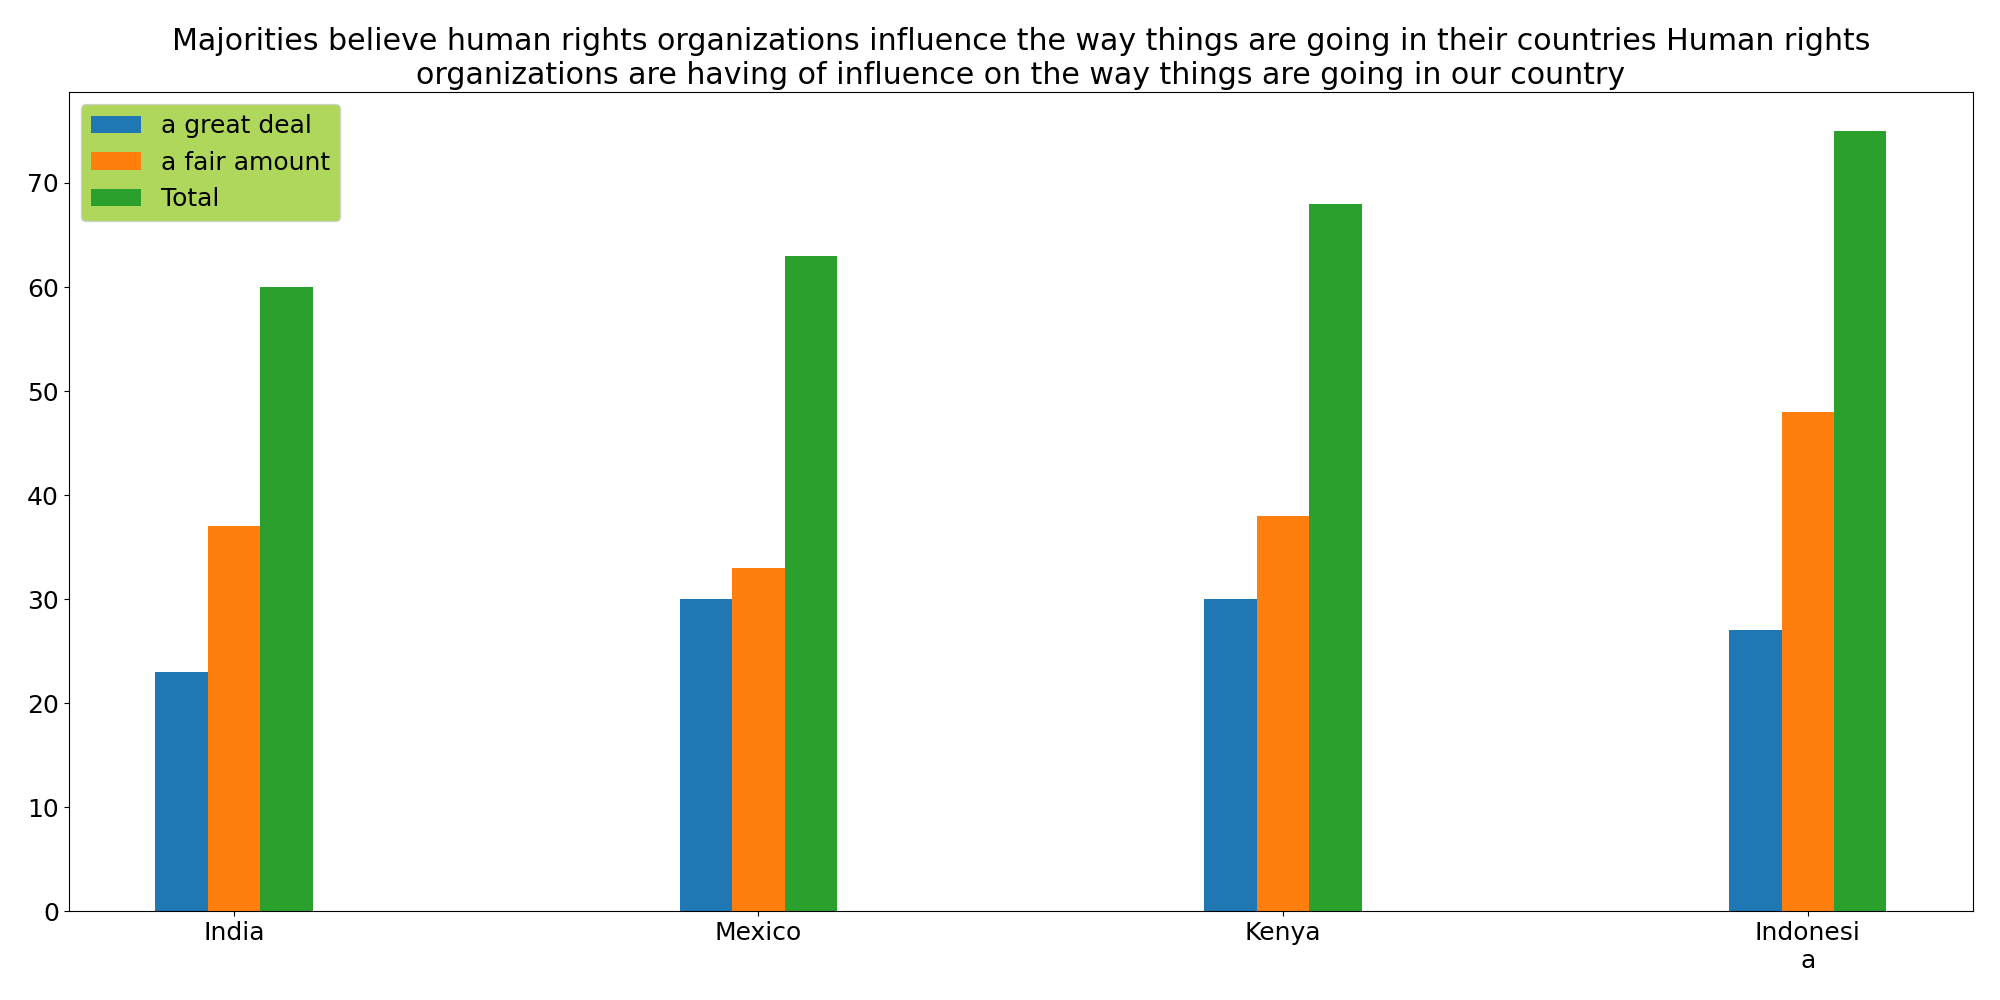 Majorities believe human rights organizations influence the way things are going in their countries Human rights
organizations are having of influence on the way things are going in our country
a great deal
a fair amount
Total
70
60
50
40
30
20
10
0
India
Mexico
Kenya
Indonesi
a